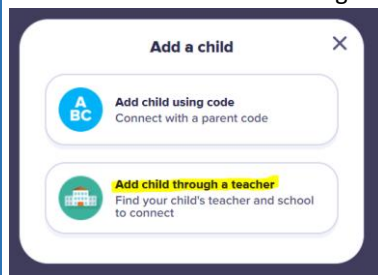 Add a child
A
BC
Add child using code
Connect with a parent code
Add child through a teacher
Find your child's teacher and school
to connect